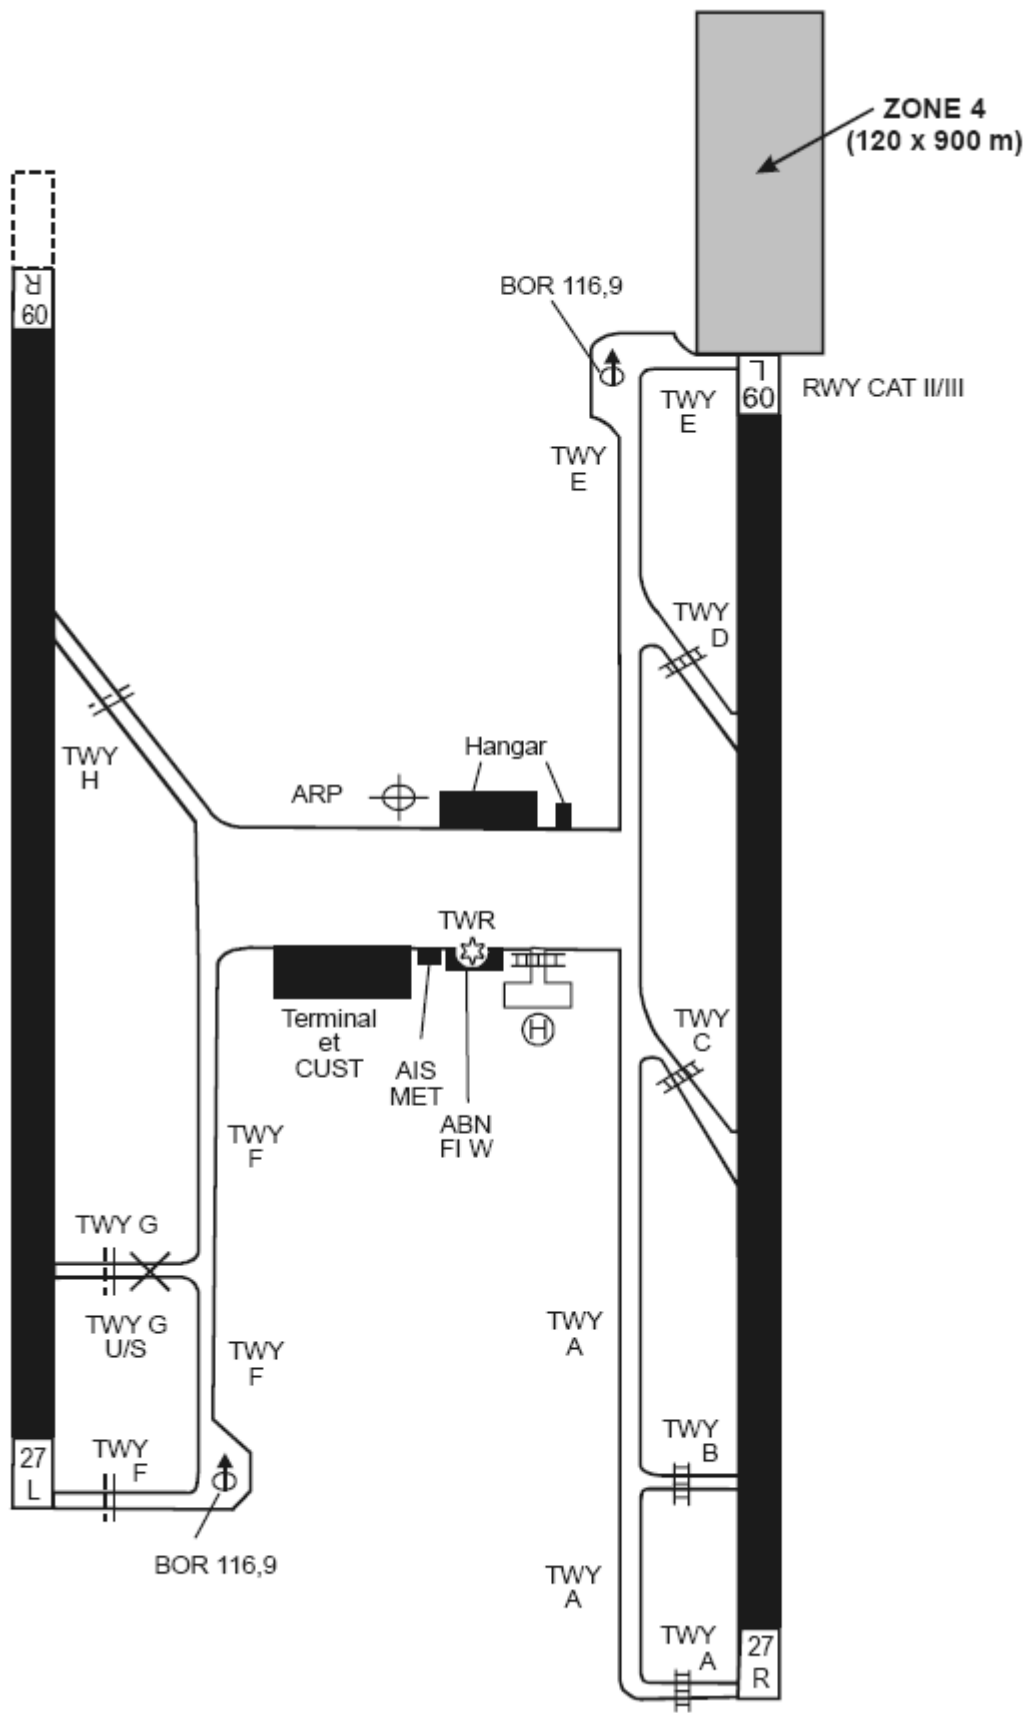 ZONE 4
(120 x 900 m)
BOR 116,9
R
09
L
60
RWY CAT II/III
TWY
E
TWY
E
TWY
D
Hangar
TWY
H
ARP
TWR
Terminal
et
CUST
AIS
MET
H
TWY
C
ABN
FI W
TWY
F
TWY G
TWY G
U/S
TWY
F
TWY
A
TWY
B
27
L
TWY
F
BOR 116,9
TWY
A
TWY
A
27
R